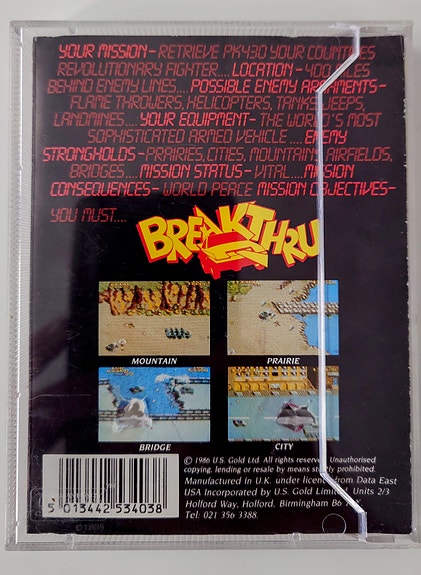 YOUR MISSION - RETRIEVE PK430 YOUR COUNTRIES
REVOLUTIONARY FIGHTER.... LOCATION - 400 MILES
BEHIND ENEMY LINES.... POSSIBLE ENEMY ARMAMENTS -
FLAME THROWERS, HELICOPTERS, TANKS, JEEPS,
LANDMINES.... YOUR EQUIPMENT - THE WORLD'S MOST
SOPHISTICATED ARMED VEHICLE.... ENEMY
STRONGHOLDS - PRAIRIES, CITIES, MOUNTAINS, AIRFIELDS,
BRIDGES.... MISSION STATUS - VITAL.... MISSION
CONSEQUENCES - WORLD PEACE MISSION OBJECTIVES -
YOU MUST....
BREAKTHRU
MOUNTAIN
PRAIRIE
BRIDGE
CITY
© 1986 U.S. Gold Ltd. All rights reserved. Unauthorised
copying, lending or resale by means strictly prohibited.
Manufactured in U.K. under licence from Data East
USA Incorporated by U.S. Gold Limited, Units 2/3
Holford Way, Holford, Birmingham B6
Tel: 021 356 3388.
5 013442 534038